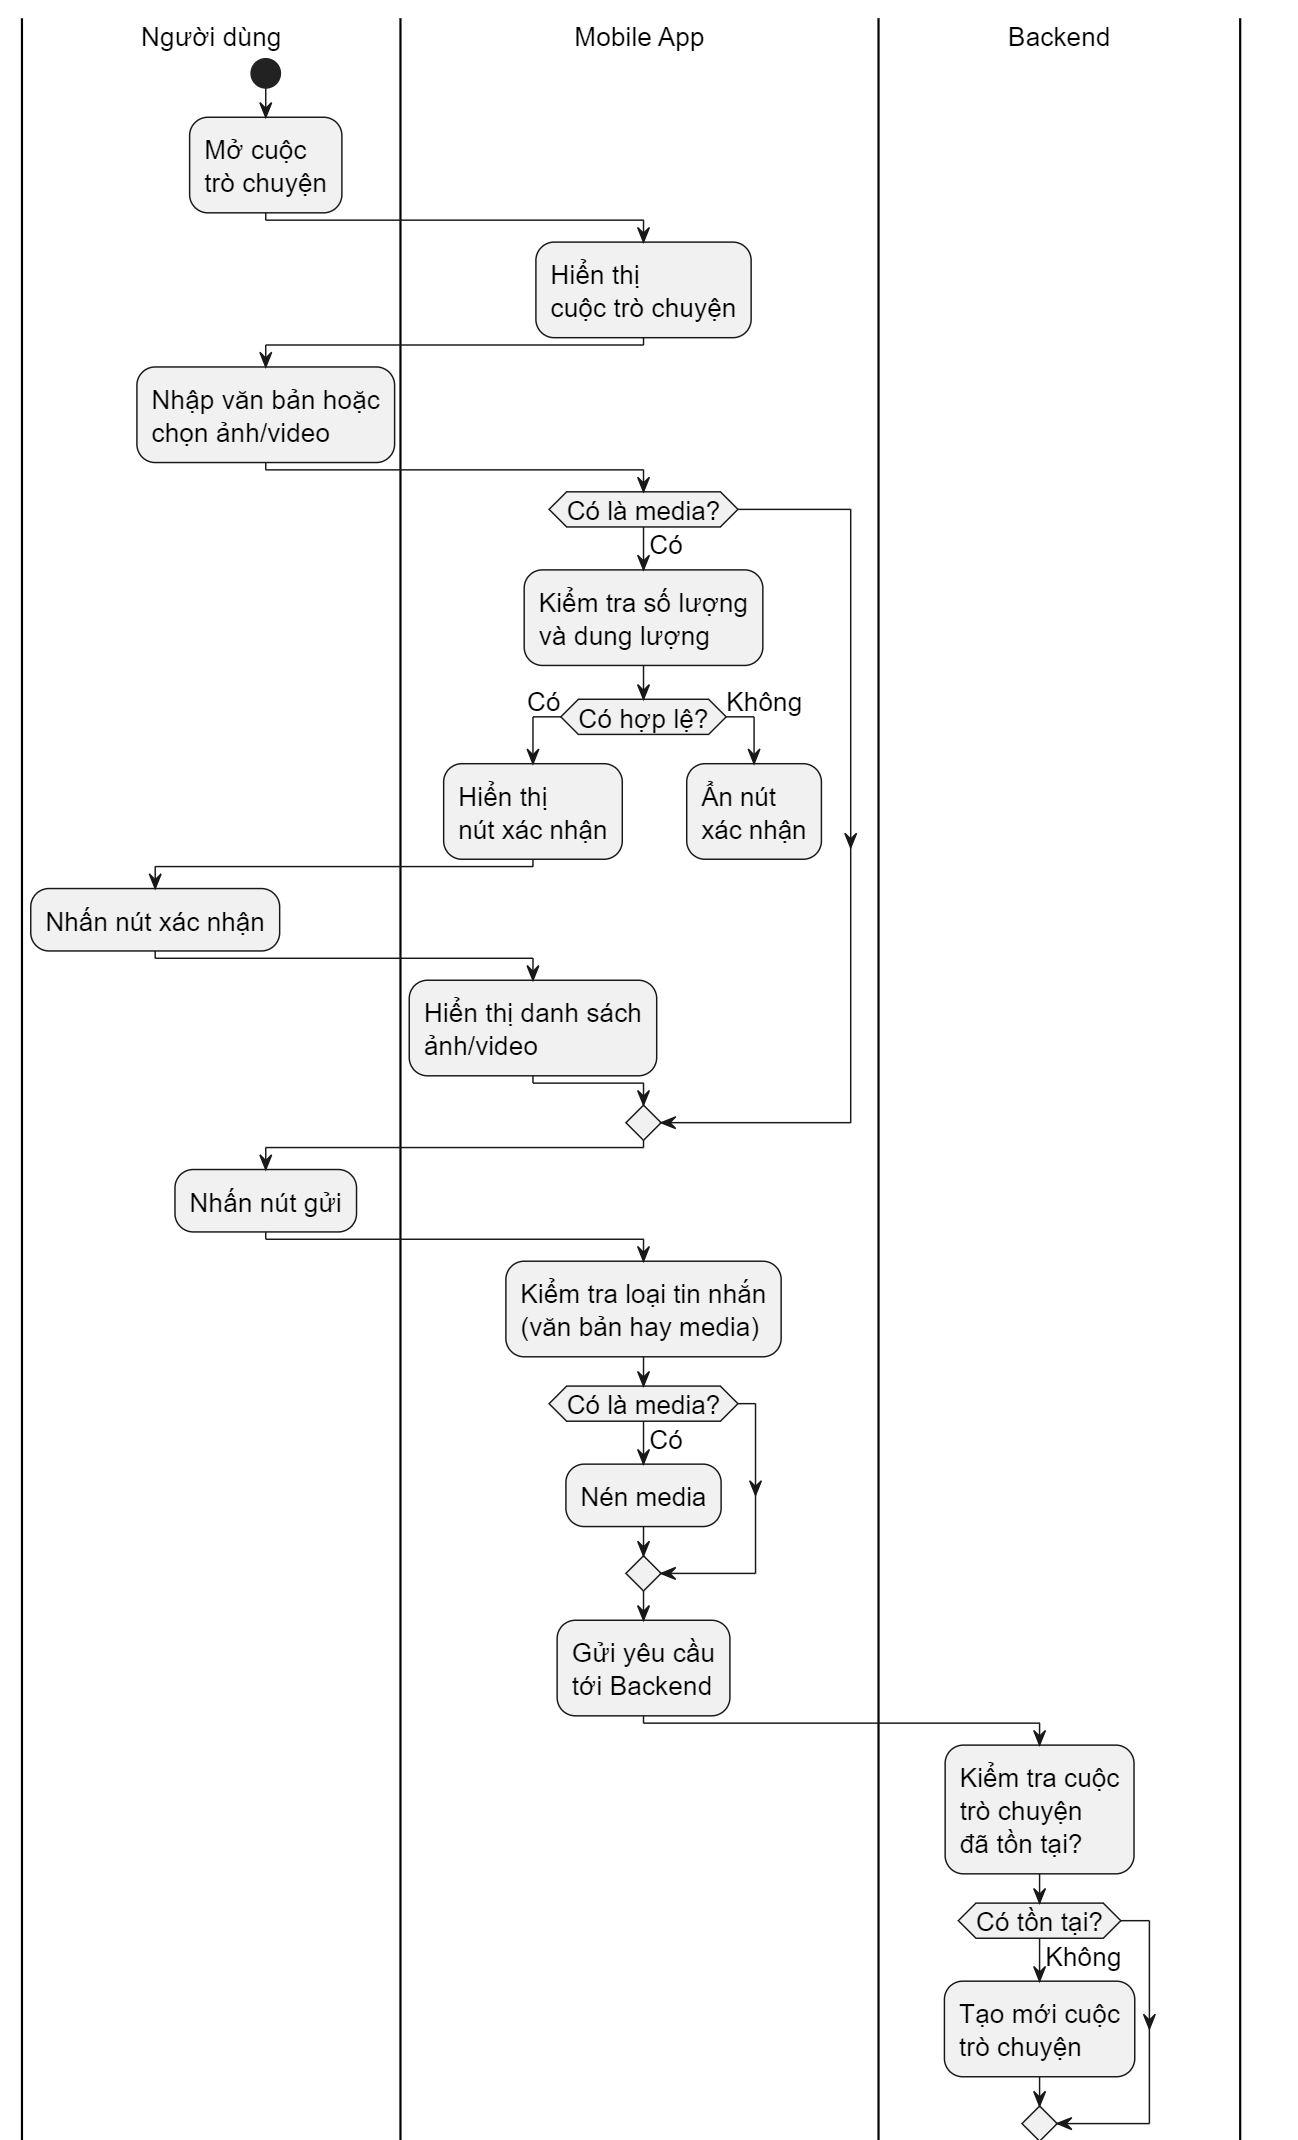 Người dùng
Mobile App
Backend
Mở cuộc
trò chuyện
Hiển thị
cuộc trò chuyện
Nhập văn bản hoặc
chọn ảnh/video
Có là media?
Có
Kiểm tra số lượng
và dung lượng
Có
Có hợp lệ?
Không
Hiển thị
nút xác nhận
Ẩn nút
xác nhận
Nhấn nút xác nhận
Hiển thị danh sách
ảnh/video
Nhấn nút gửi
Kiểm tra loại tin nhắn
(văn bản hay media)
Có là media?
Có
Nén media
Gửi yêu cầu
tới Backend
Kiểm tra cuộc
trò chuyện
đã tồn tại?
Có tồn tại?
Không
Tạo mới cuộc
trò chuyện